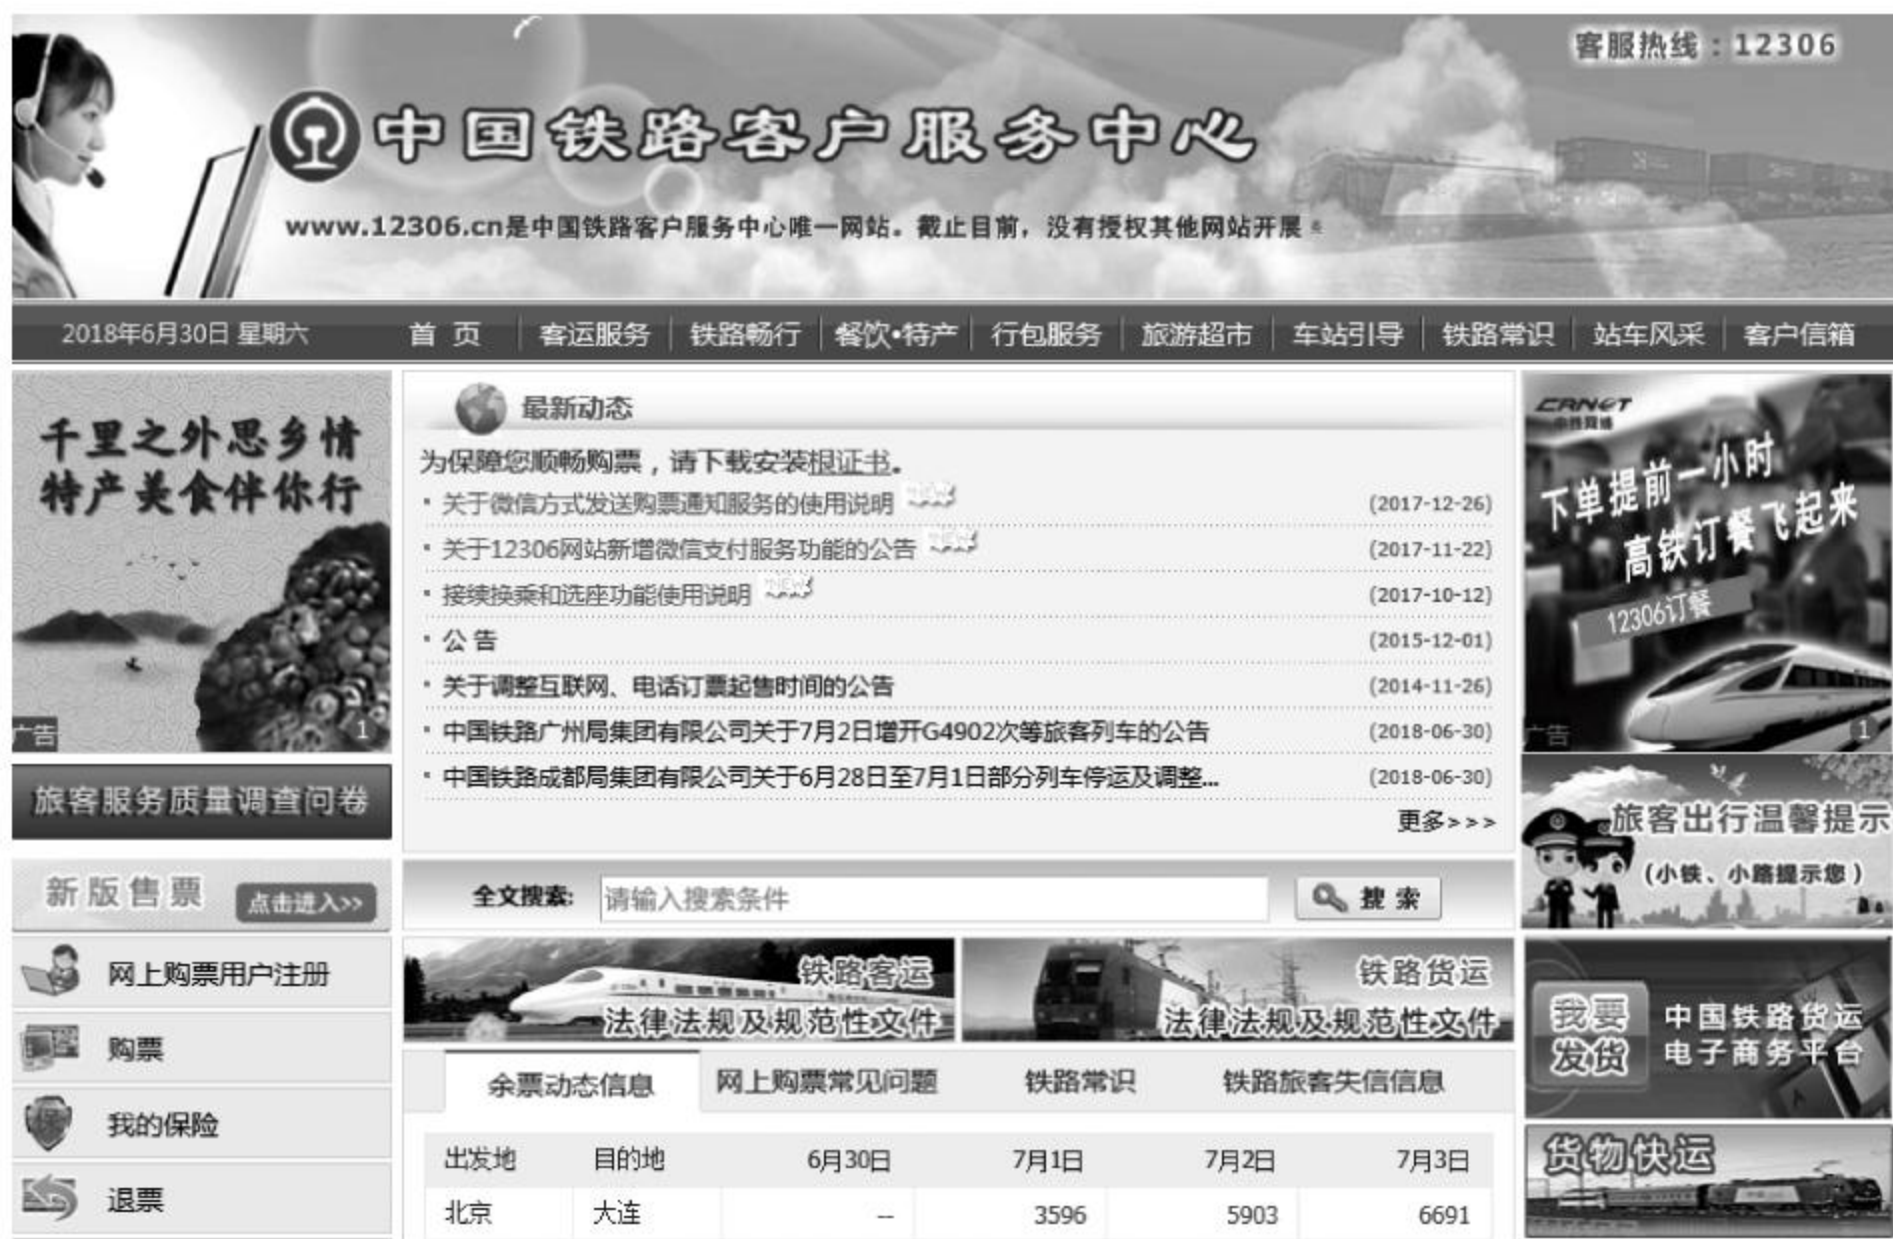 客服热线：12306
中国铁路客户服务中心
www.12306.cn是中国铁路客户服务中心唯一网站。截止目前，没有授权其他网站开展
2018年6月30日 星期六 首 页 客运服务 铁路畅行 餐饮•特产 行包服务 旅游超市 车站引导 铁路常识 站车风采 客户信箱
千里之外思乡情
特产美食伴你行
广告
1
旅客服务质量调查问卷
新版售票 点击进入>>
网上购票用户注册
购票
我的保险
退票
最新动态
为保障您顺畅购票，请下载安装根证书。
关于微信方式发送购票通知服务的使用说明 NEW (2017-12-26)
关于12306网站新增微信支付服务功能的公告 NEW (2017-11-22)
接续换乘和选座功能使用说明 NEW (2017-10-12)
公 告 (2015-12-01)
关于调整互联网、电话订票起售时间的公告 (2014-11-26)
中国铁路广州局集团有限公司关于7月2日增开G4902次等旅客列车的公告 (2018-06-30)
中国铁路成都局集团有限公司关于6月28日至7月1日部分列车停运及调整... (2018-06-30)
更多>>>
全文搜索: 请输入搜索条件 搜 索
铁路客运
法律法规及规范性文件
铁路货运
法律法规及规范性文件
余票动态信息 网上购票常见问题 铁路常识 铁路旅客失信信息
出发地 目的地 6月30日 7月1日 7月2日 7月3日
北京 大连 -- 3596 5903 6691
CRNET
中铁网络
下单提前一小时
高铁订餐飞起来
12306订餐
广告
1
旅客出行温馨提示
(小铁、小路提示您)
我要
发货
中国铁路货运
电子商务平台
货物快运